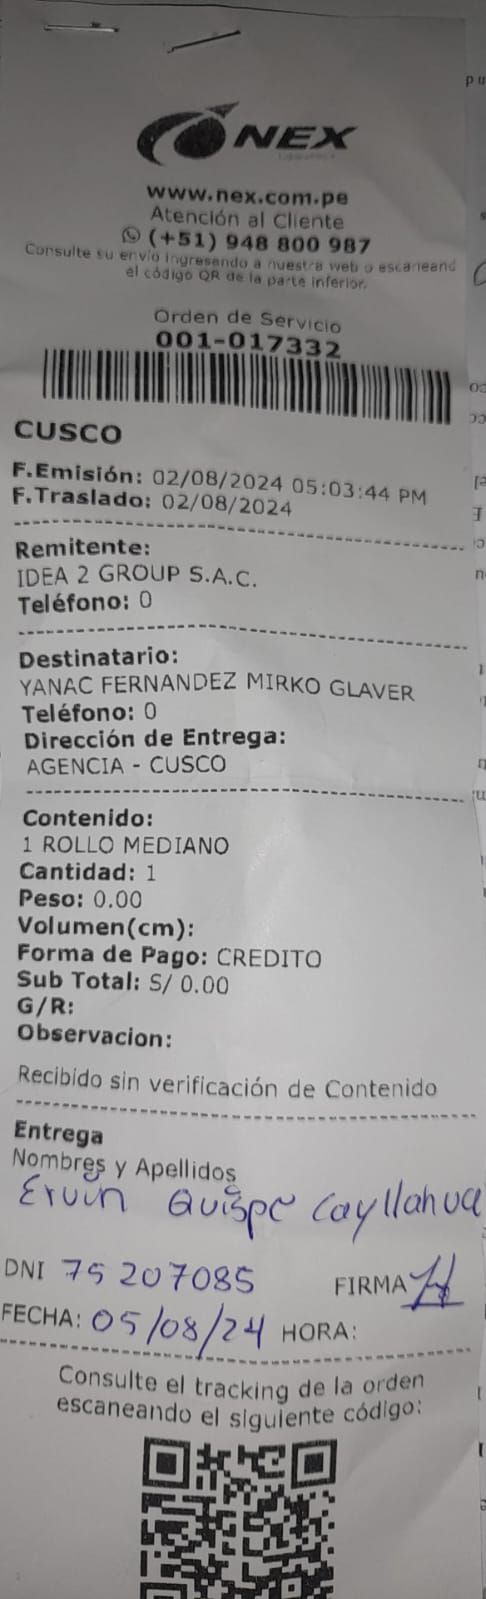 NEX
www.nex.com.pe
Atención al Cliente
(+51) 948 800 987
Consulte su envío ingresando a nuestra web o escaneand
el código QR de la parte inferior.
Orden de Servicio
001-017332
CUSCO
F.Emisión: 02/08/2024 05:03:44 PM
F.Traslado: 02/08/2024
Remitente:
IDEA 2 GROUP S.A.C.
Teléfono: 0
Destinatario:
YANAC FERNANDEZ MIRKO GLAVER
Teléfono: 0
Dirección de Entrega:
AGENCIA - CUSCO
Contenido:
1 ROLLO MEDIANO
Cantidad: 1
Peso: 0.00
Volumen(cm):
Forma de Pago: CREDITO
Sub Total: S/ 0.00
G/R:
Observacion:
Recibido sin verificación de Contenido
Entrega
Nombres y Apellidos
Ervin Quispe Cayllahua
DNI 75207085 FIRMA
FECHA: 05/08/24 HORA:
Consulte el tracking de la orden
escaneando el siguiente código: